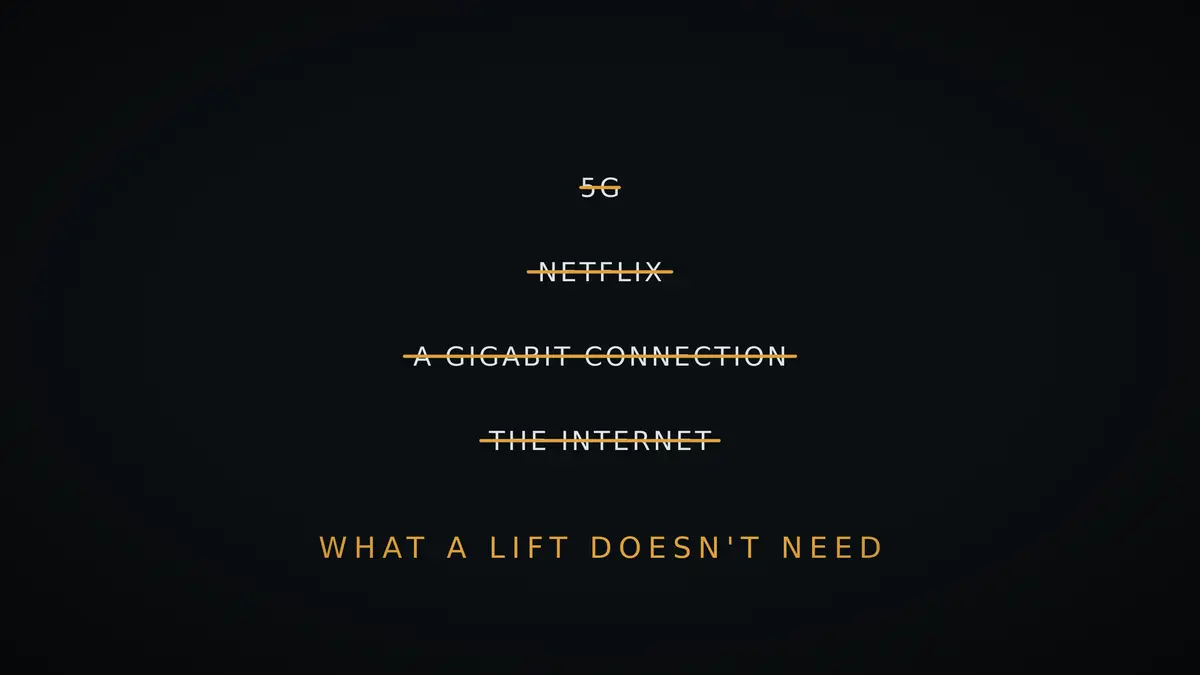 5G
NETFLIX
A GIGABIT CONNECTION
THE INTERNET
WHAT A LIFT DOESN'T NEED